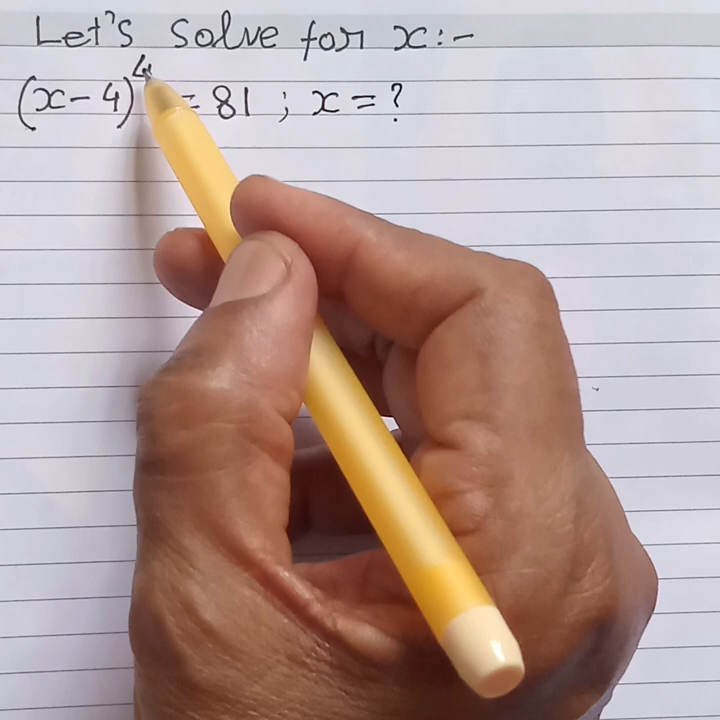 Let's solve for x:-
(x-4)⁴ = 81 ; x = ?